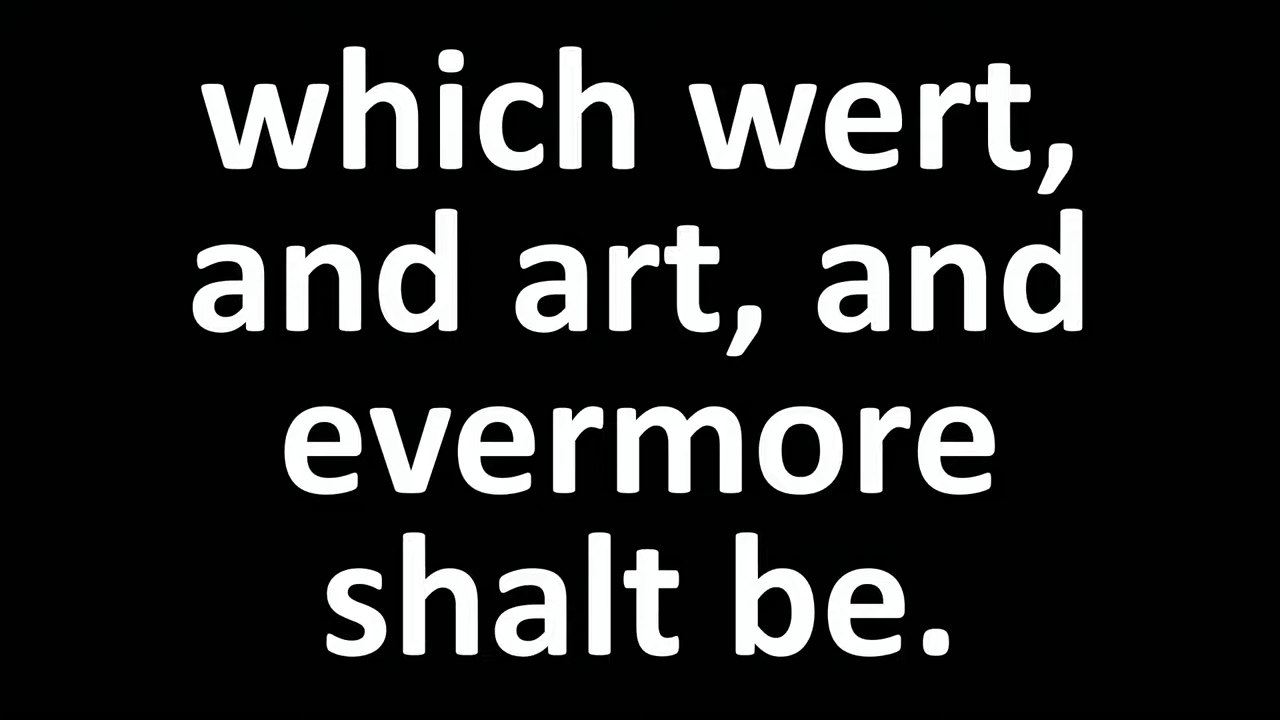 which wert,
and art, and
evermore
shalt be.